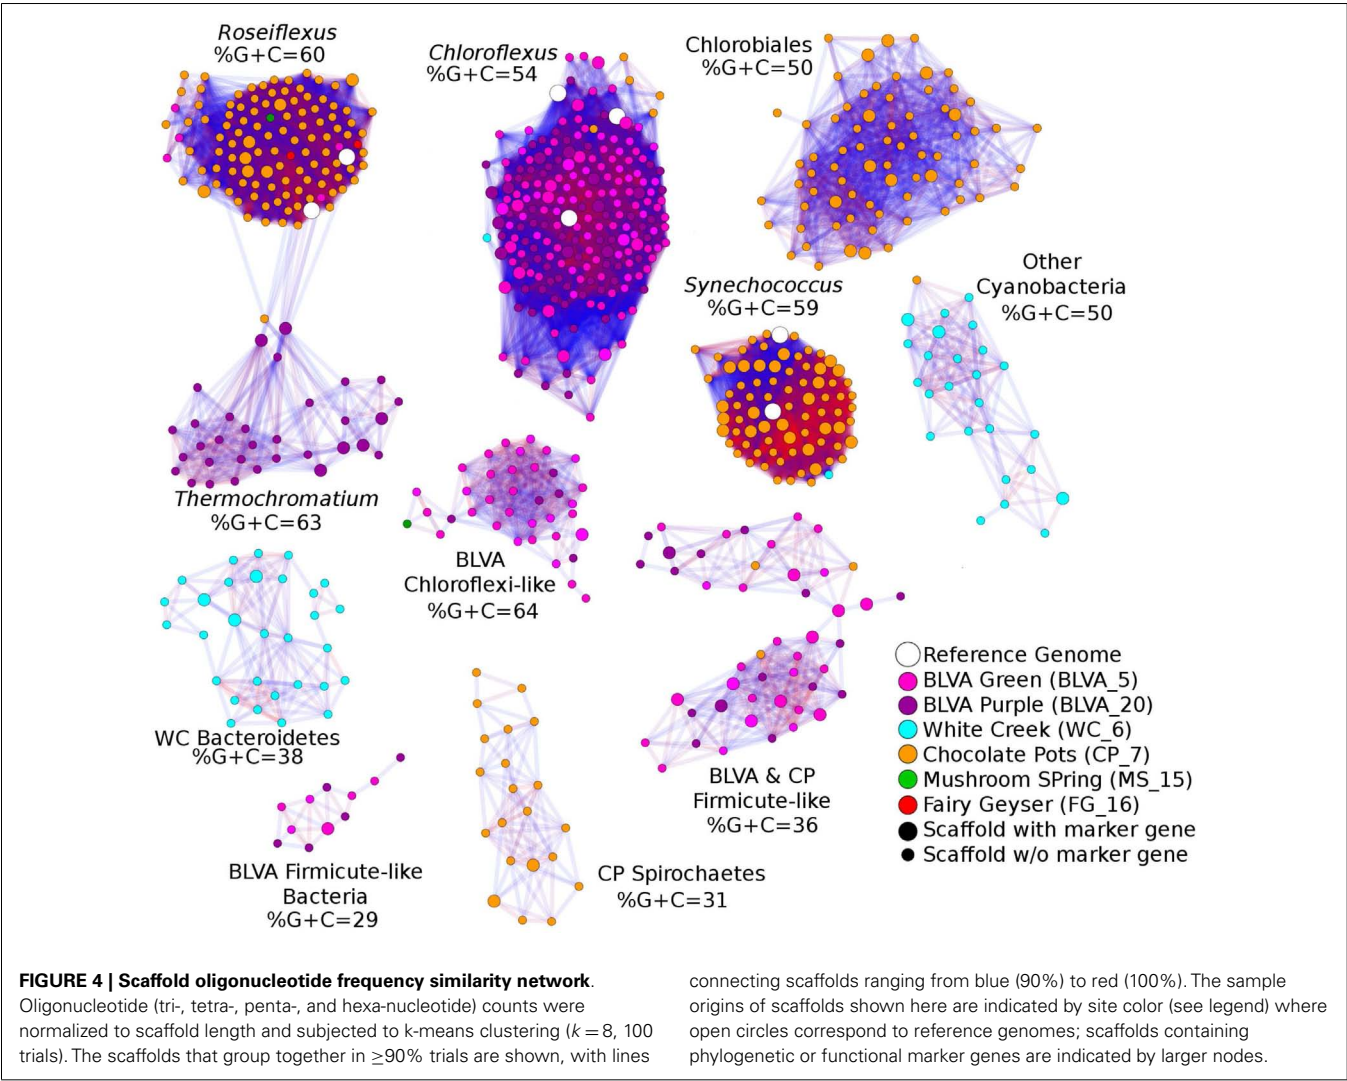 Roseiflexus
%G+C=60
Chloroflexus
%G+C=54
Chlorobiales
%G+C=50
Other
Cyanobacteria
%G+C=50
Synechococcus
%G+C=59
Thermochromatium
%G+C=63
BLVA
Chloroflexi-like
%G+C=64
WC Bacteroidetes
%G+C=38
BLVA & CP
Firmicute-like
%G+C=36
BLVA Firmicute-like
Bacteria
%G+C=29
CP Spirochaetes
%G+C=31
Reference Genome
BLVA Green (BLVA_5)
BLVA Purple (BLVA_20)
White Creek (WC_6)
Chocolate Pots (CP_7)
Mushroom SPring (MS_15)
Fairy Geyser (FG_16)
Scaffold with marker gene
Scaffold w/o marker gene
FIGURE 4 | Scaffold oligonucleotide frequency similarity network.
Oligonucleotide (tri-, tetra-, penta-, and hexa-nucleotide) counts were
normalized to scaffold length and subjected to k-means clustering (k = 8, 100
trials). The scaffolds that group together in ≥90% trials are shown, with lines
connecting scaffolds ranging from blue (90%) to red (100%). The sample
origins of scaffolds shown here are indicated by site color (see legend) where
open circles correspond to reference genomes; scaffolds containing
phylogenetic or functional marker genes are indicated by larger nodes.